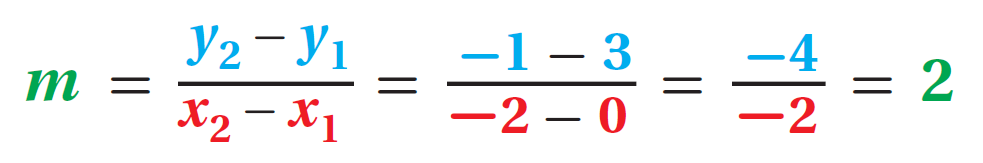 m = (y₂ − y₁)/(x₂ − x₁) = (−1 − 3)/(−2 − 0) = −4/−2 = 2